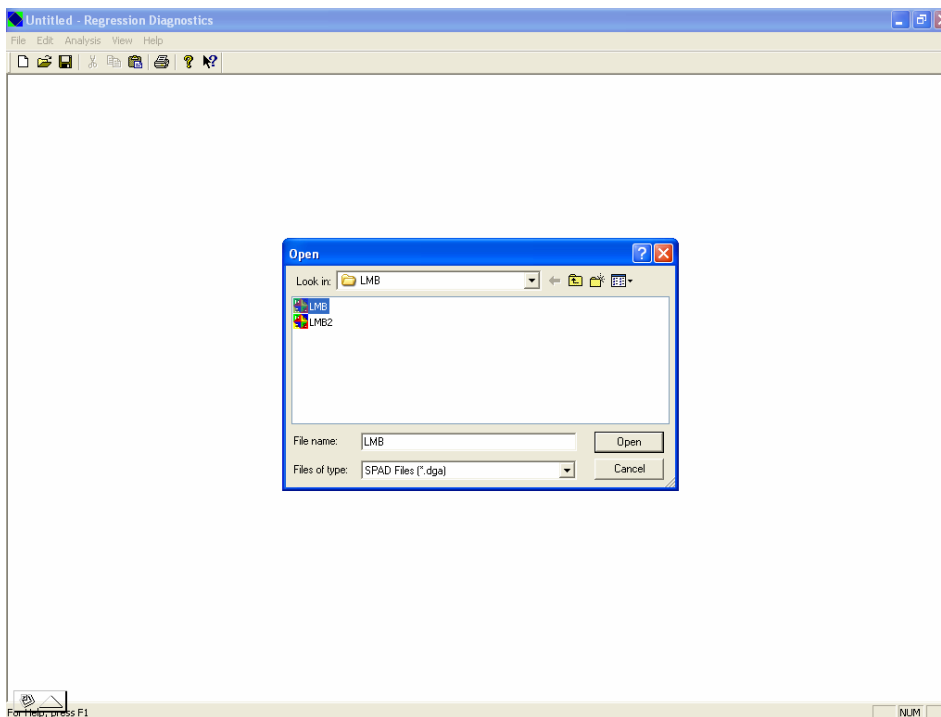 Untitled - Regression Diagnostics
File Edit Analysis View Help
Open
Look in: LMB
LMB
LMB2
File name: LMB Open
Files of type: SPAD Files (*.dga) Cancel
For Help, press F1 NUM